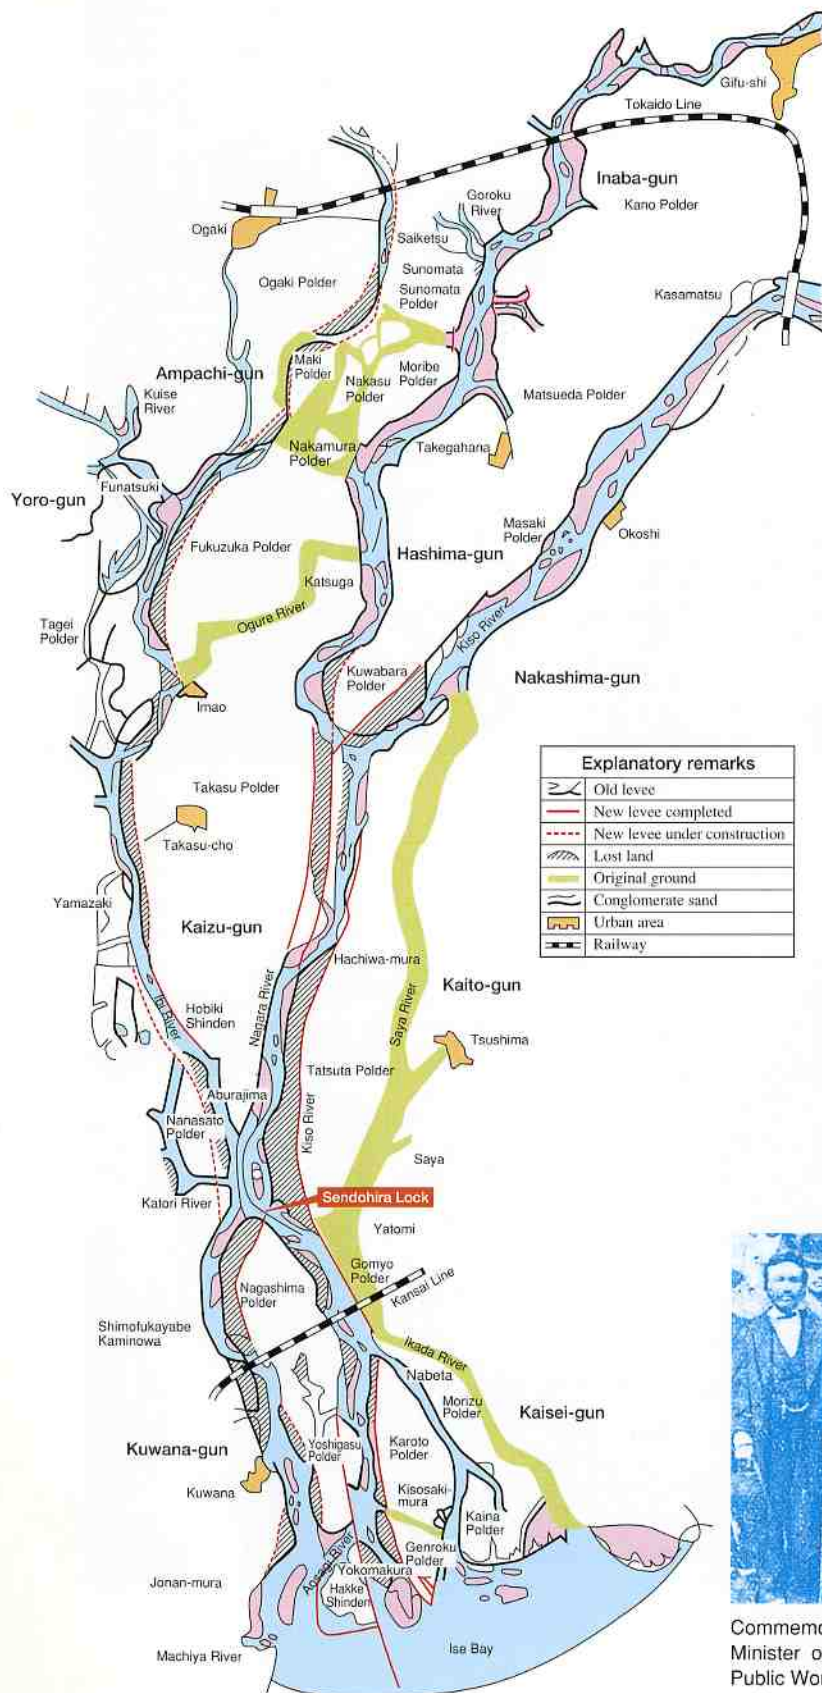 Gifu-shi
Tokaido Line
Inaba-gun
Kano Polder
Goroku
River
Ogaki
Saiketsu
Sunomata
Sunomata
Polder
Ogaki Polder
Kasamatsu
Ampachi-gun
Maki
Polder
Nakasu
Polder
Moribe
Polder
Kuise
River
Matsueda Polder
Nakamura
Polder
Takegahana
Yoro-gun
Funatsuki
Masaki
Polder
Okoshi
Fukuzuka Polder
Hashima-gun
Katsuga
Ogure River
Tagei
Polder
Kiso River
Kuwabara
Polder
Nakashima-gun
Imao
Explanatory remarks
Old levee
New levee completed
New levee under construction
Lost land
Original ground
Conglomerate sand
Urban area
Railway
Takasu Polder
Takasu-cho
Yamazaki
Kaizu-gun
Hachiwa-mura
Kaito-gun
Ibi River
Hobiki
Shinden
Nagara River
Saya River
Tsushima
Tatsuta Polder
Aburajima
Kiso River
Nanasato
Polder
Saya
Katori River
Sendohira Lock
Yatomi
Gomyo
Polder
Kansai Line
Nagashima
Polder
Shimofukayabe
Kaminowa
Ikada River
Nabeta
Morizu
Polder
Kaisei-gun
Kuwana-gun
Yoshigasu
Polder
Karoto
Polder
Kuwana
Kisosaki-
mura
Kaina
Polder
Genroku
Polder
Aosagi River
Yokomakura
Jonan-mura
Hakke
Shinden
Ise Bay
Machiya River
Commemo
Minister o
Public Wor